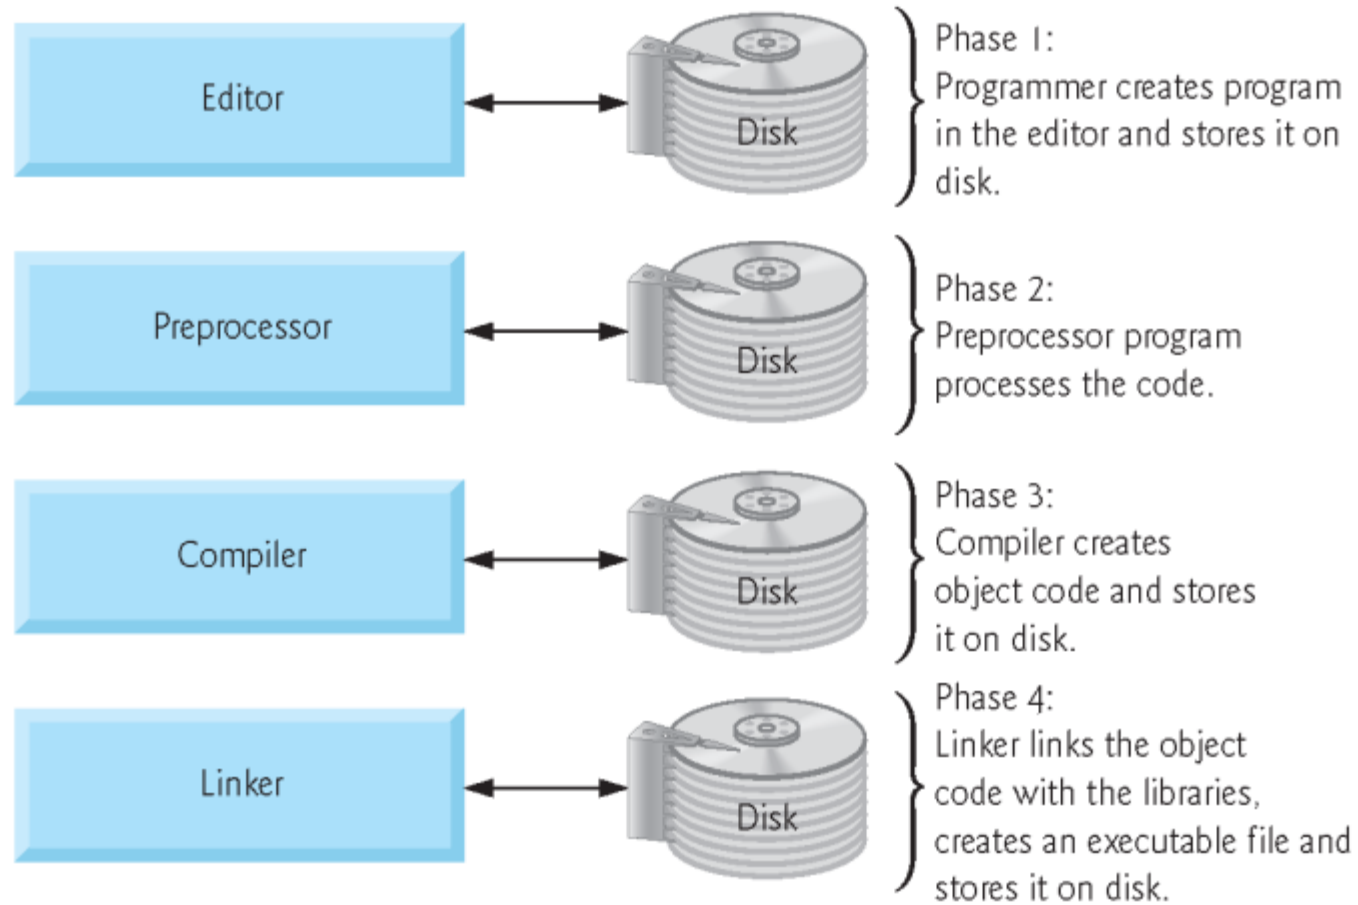 Editor
Disk
Phase 1:
Programmer creates program
in the editor and stores it on
disk.
Preprocessor
Disk
Phase 2:
Preprocessor program
processes the code.
Compiler
Disk
Phase 3:
Compiler creates
object code and stores
it on disk.
Linker
Disk
Phase 4:
Linker links the object
code with the libraries,
creates an executable file and
stores it on disk.